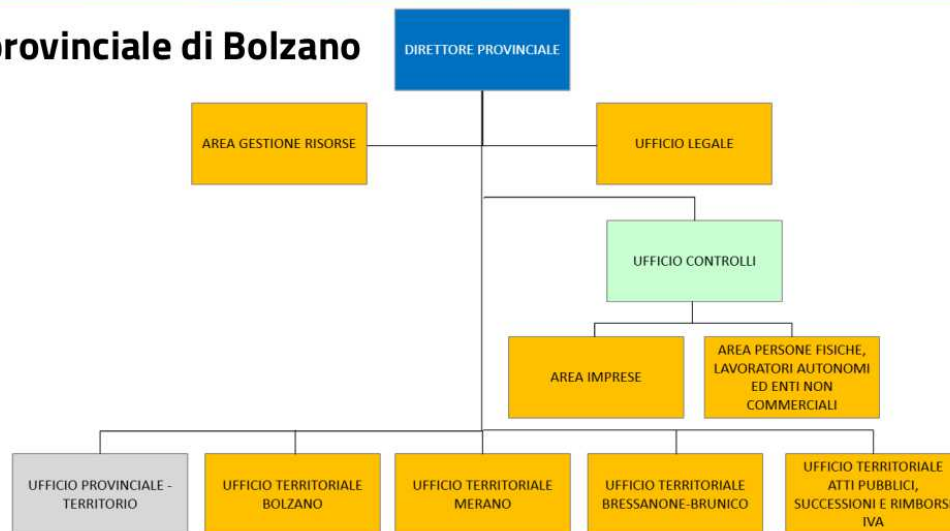 provinciale di Bolzano
DIRETTORE PROVINCIALE
AREA GESTIONE RISORSE
UFFICIO LEGALE
UFFICIO CONTROLLI
AREA IMPRESE
AREA PERSONE FISICHE,
LAVORATORI AUTONOMI
ED ENTI NON
COMMERCIALI
UFFICIO PROVINCIALE -
TERRITORIO
UFFICIO TERRITORIALE
BOLZANO
UFFICIO TERRITORIALE
MERANO
UFFICIO TERRITORIALE
BRESSANONE-BRUNICO
UFFICIO TERRITORIALE
ATTI PUBBLICI,
SUCCESSIONI E RIMBORS
IVA